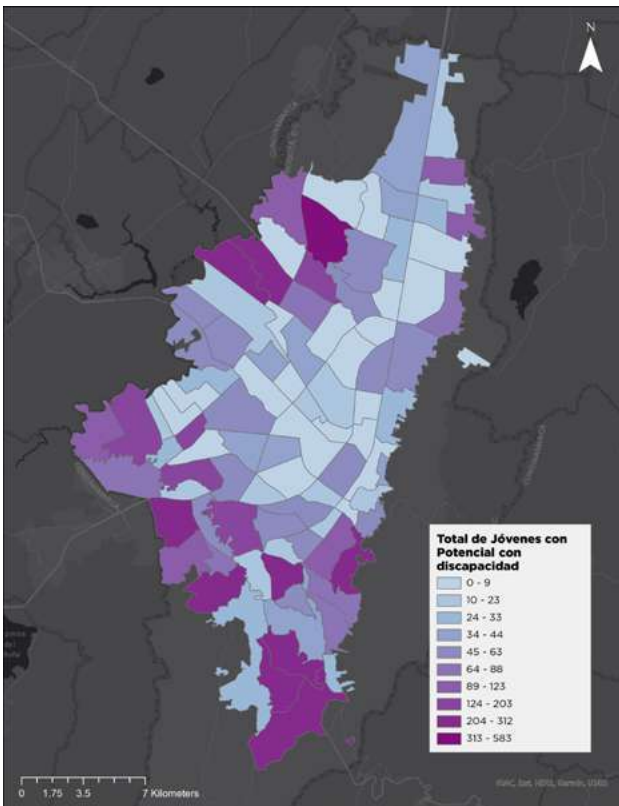 N
Total de Jóvenes con
Potencial con
discapacidad
0 - 9
10 - 23
24 - 33
34 - 44
45 - 63
64 - 88
89 - 123
124 - 203
204 - 312
313 - 583
0 1.75 3.5 7 Kilometers